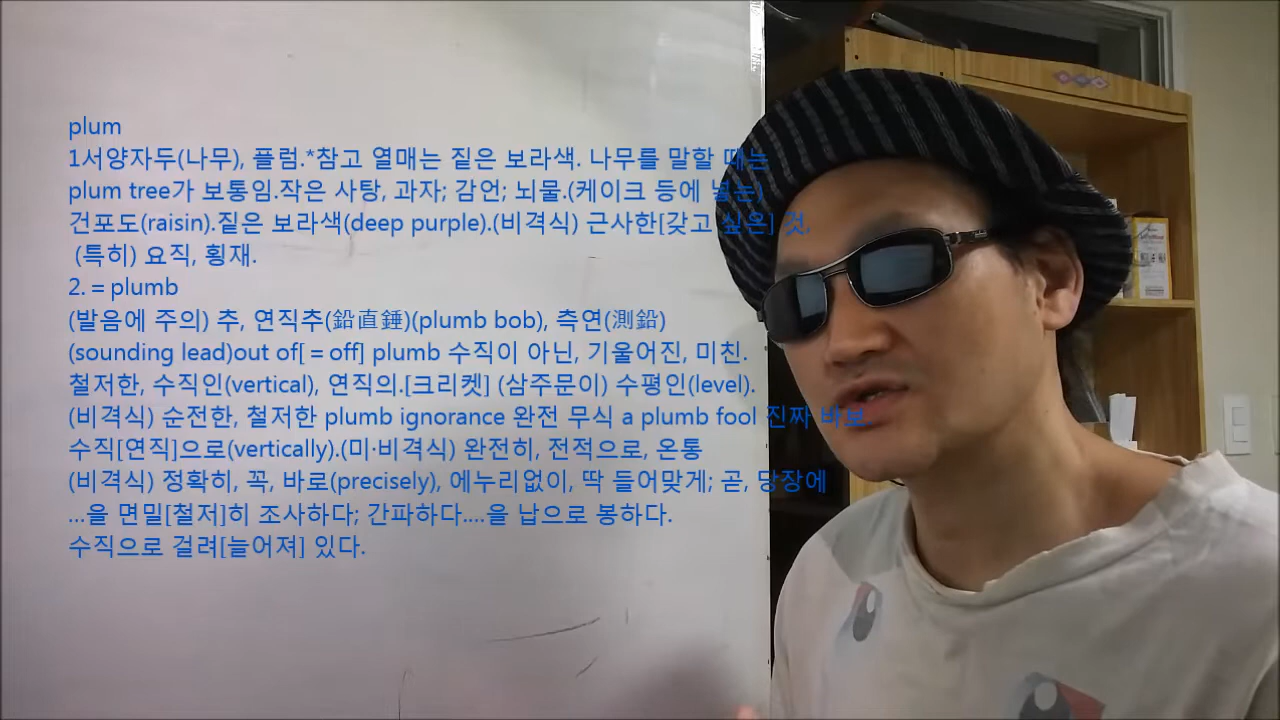 plum
1서양자두(나무), 플럼.*참고 열매는 짙은 보라색. 나무를 말할 때는
plum tree가 보통임.작은 사탕, 과자; 감언; 뇌물.(케이크 등에 넣는)
건포도(raisin).짙은 보라색(deep purple).(비격식) 근사한[갖고 싶은] 것,
(특히) 요직, 횡재.
2. = plumb
(발음에 주의) 추, 연직추(鉛直錘)(plumb bob), 측연(測鉛)
(sounding lead)out of[ = off] plumb 수직이 아닌, 기울어진, 미친.
철저한, 수직인(vertical), 연직의.[크리켓] (삼주문이) 수평인(level).
(비격식) 순전한, 철저한 plumb ignorance 완전 무식 a plumb fool 진짜 바보.
수직[연직]으로(vertically).(미·비격식) 완전히, 전적으로, 온통
(비격식) 정확히, 꼭, 바로(precisely), 에누리없이, 딱 들어맞게; 곧, 당장에
…을 면밀[철저]히 조사하다; 간파하다.…을 납으로 봉하다.
수직으로 걸려[늘어져] 있다.